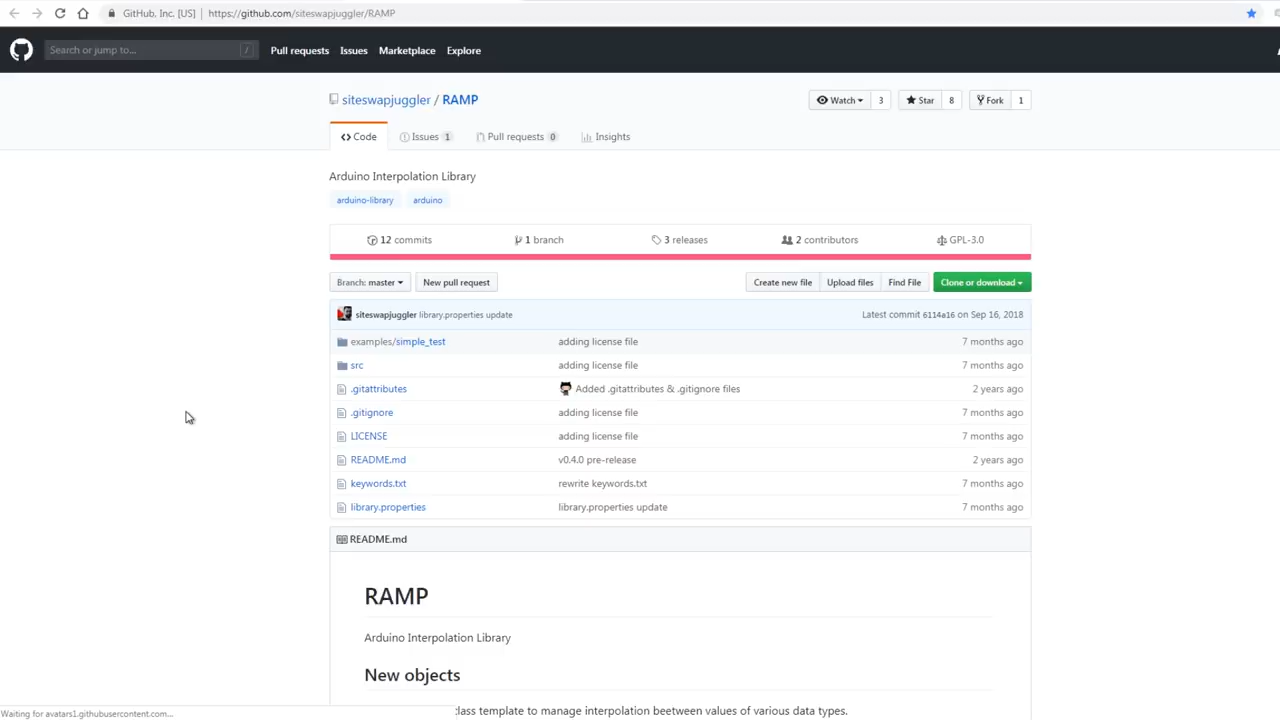 GitHub, Inc. [US] | https://github.com/siteswapjuggler/RAMP
Search or jump to... / Pull requests Issues Marketplace Explore
siteswapjuggler / RAMP Watch 3 Star 8 Fork 1
Code Issues 1 Pull requests 0 Insights
Arduino Interpolation Library
arduino-library arduino
12 commits 1 branch 3 releases 2 contributors GPL-3.0
Branch: master New pull request Create new file Upload files Find File Clone or download
siteswapjuggler library.properties update Latest commit 6114a16 on Sep 16, 2018
examples/simple_test adding license file 7 months ago
src adding license file 7 months ago
.gitattributes Added .gitattributes & .gitignore files 2 years ago
.gitignore adding license file 7 months ago
LICENSE adding license file 7 months ago
README.md v0.4.0 pre-release 2 years ago
keywords.txt rewrite keywords.txt 7 months ago
library.properties library.properties update 7 months ago
README.md
RAMP
Arduino Interpolation Library
New objects
class template to manage interpolation beetween values of various data types.
Waiting for avatars1.githubusercontent.com...